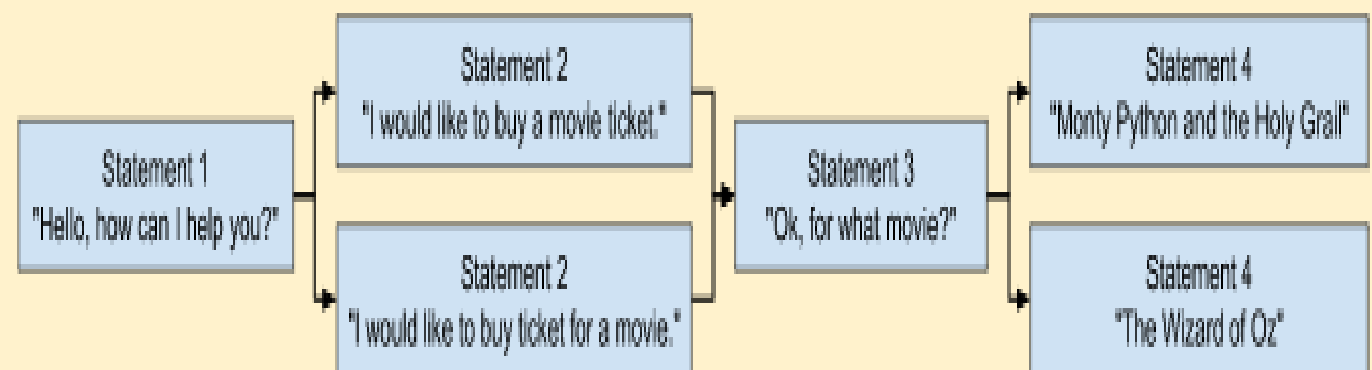 Statement 1
"Hello, how can I help you?"
Statement 2
"I would like to buy a movie ticket."
Statement 2
"I would like to buy ticket for a movie."
Statement 3
"Ok, for what movie?"
Statement 4
"Monty Python and the Holy Grail"
Statement 4
"The Wizard of Oz"